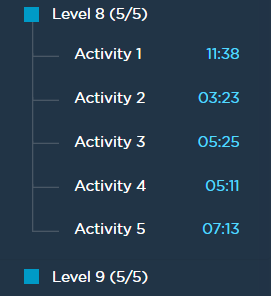 Level 8 (5/5)
Activity 1 11:38
Activity 2 03:23
Activity 3 05:25
Activity 4 05:11
Activity 5 07:13
Level 9 (5/5)